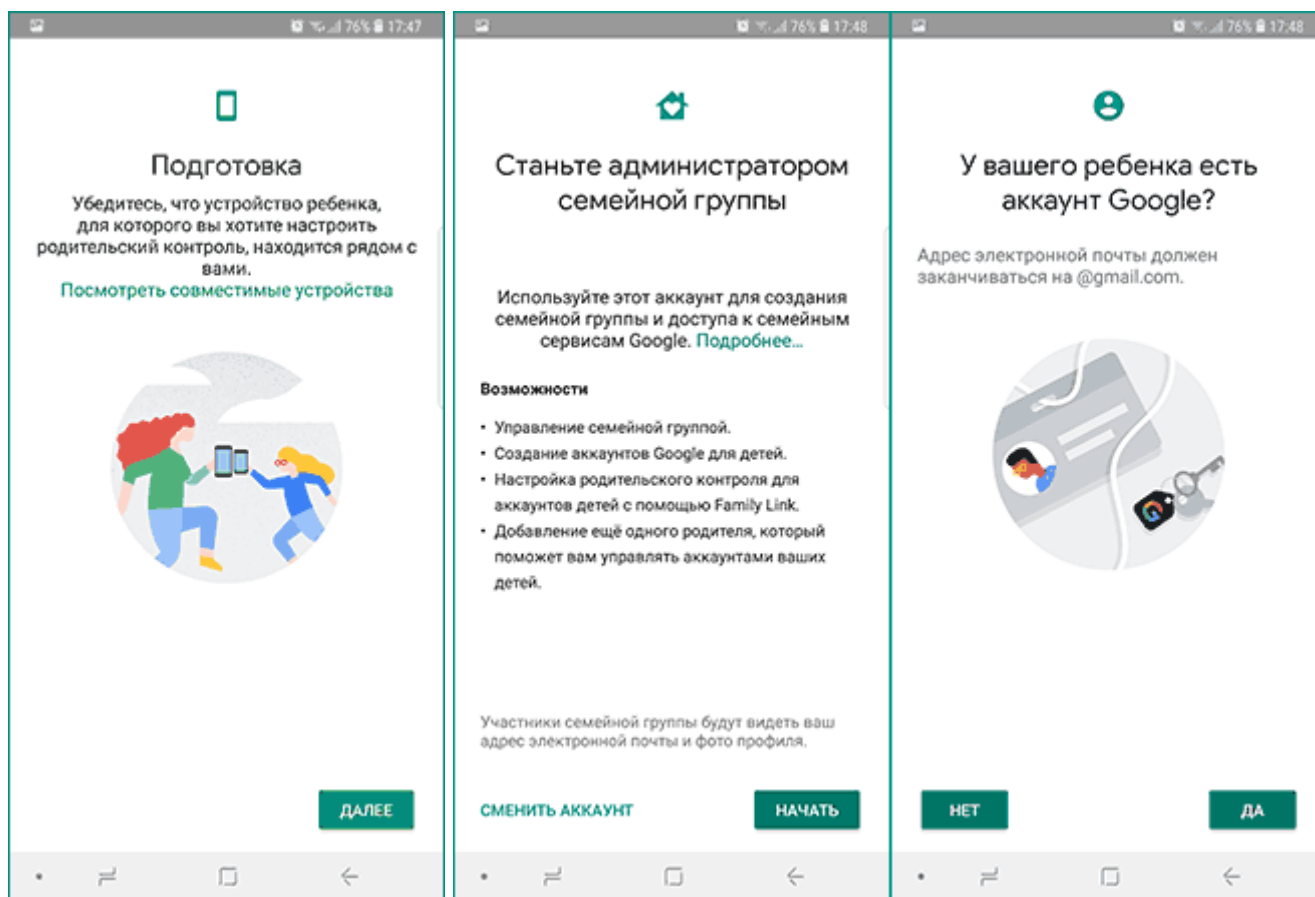 76% 17:47
Подготовка
Убедитесь, что устройство ребенка,
для которого вы хотите настроить
родительский контроль, находится рядом с
вами.
Посмотреть совместимые устройства
ДАЛЕЕ
76% 17:48
Станьте администратором
семейной группы
Используйте этот аккаунт для создания
семейной группы и доступа к семейным
сервисам Google. Подробнее...
Возможности
• Управление семейной группой.
• Создание аккаунтов Google для детей.
• Настройка родительского контроля для
аккаунтов детей с помощью Family Link.
• Добавление ещё одного родителя, который
поможет вам управлять аккаунтами ваших
детей.
Участники семейной группы будут видеть ваш
адрес электронной почты и фото профиля.
СМЕНИТЬ АККАУНТ НАЧАТЬ
76% 17:48
У вашего ребенка есть
аккаунт Google?
Адрес электронной почты должен
заканчиваться на @gmail.com.
G
НЕТ ДА